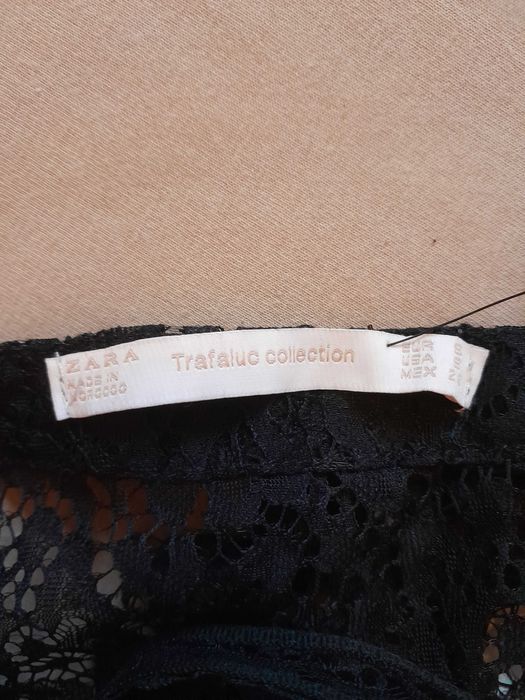 ZARA
MADE IN
MOROCCO
Trafaluc collection
EUR
USA
MEX